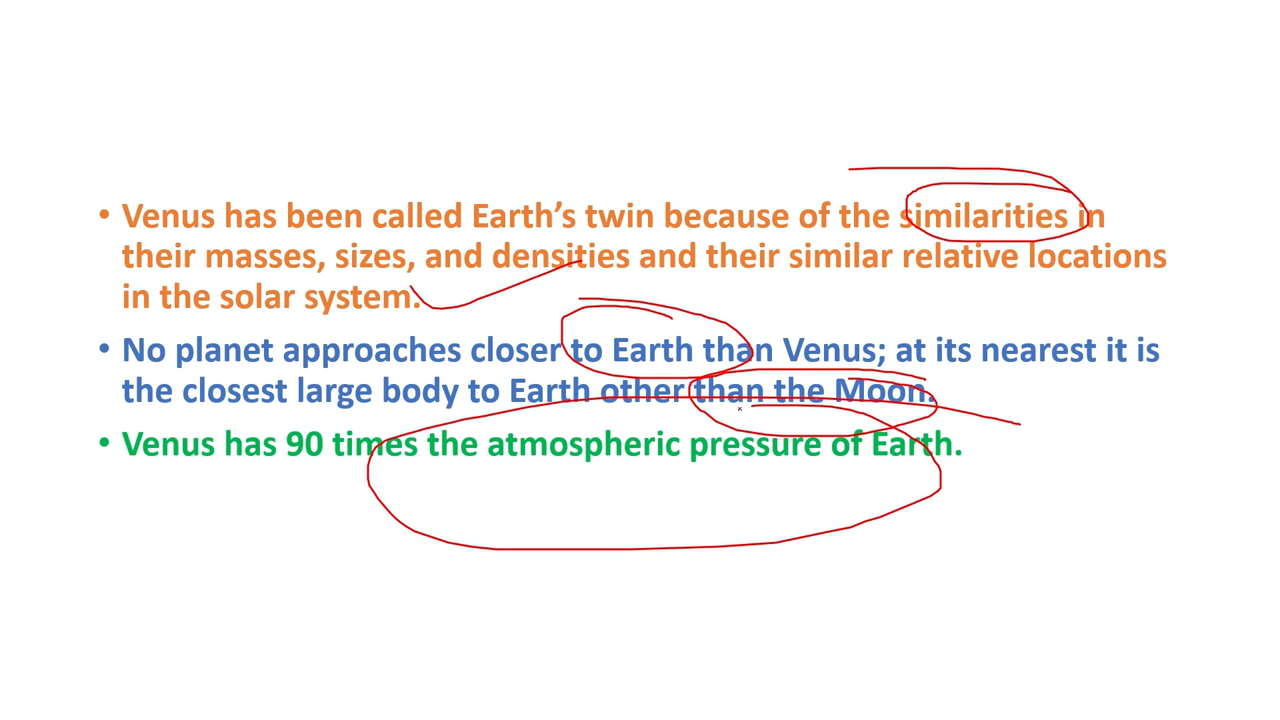 • Venus has been called Earth’s twin because of the similarities in
their masses, sizes, and densities and their similar relative locations
in the solar system.
• No planet approaches closer to Earth than Venus; at its nearest it is
the closest large body to Earth other than the Moon.
• Venus has 90 times the atmospheric pressure of Earth.